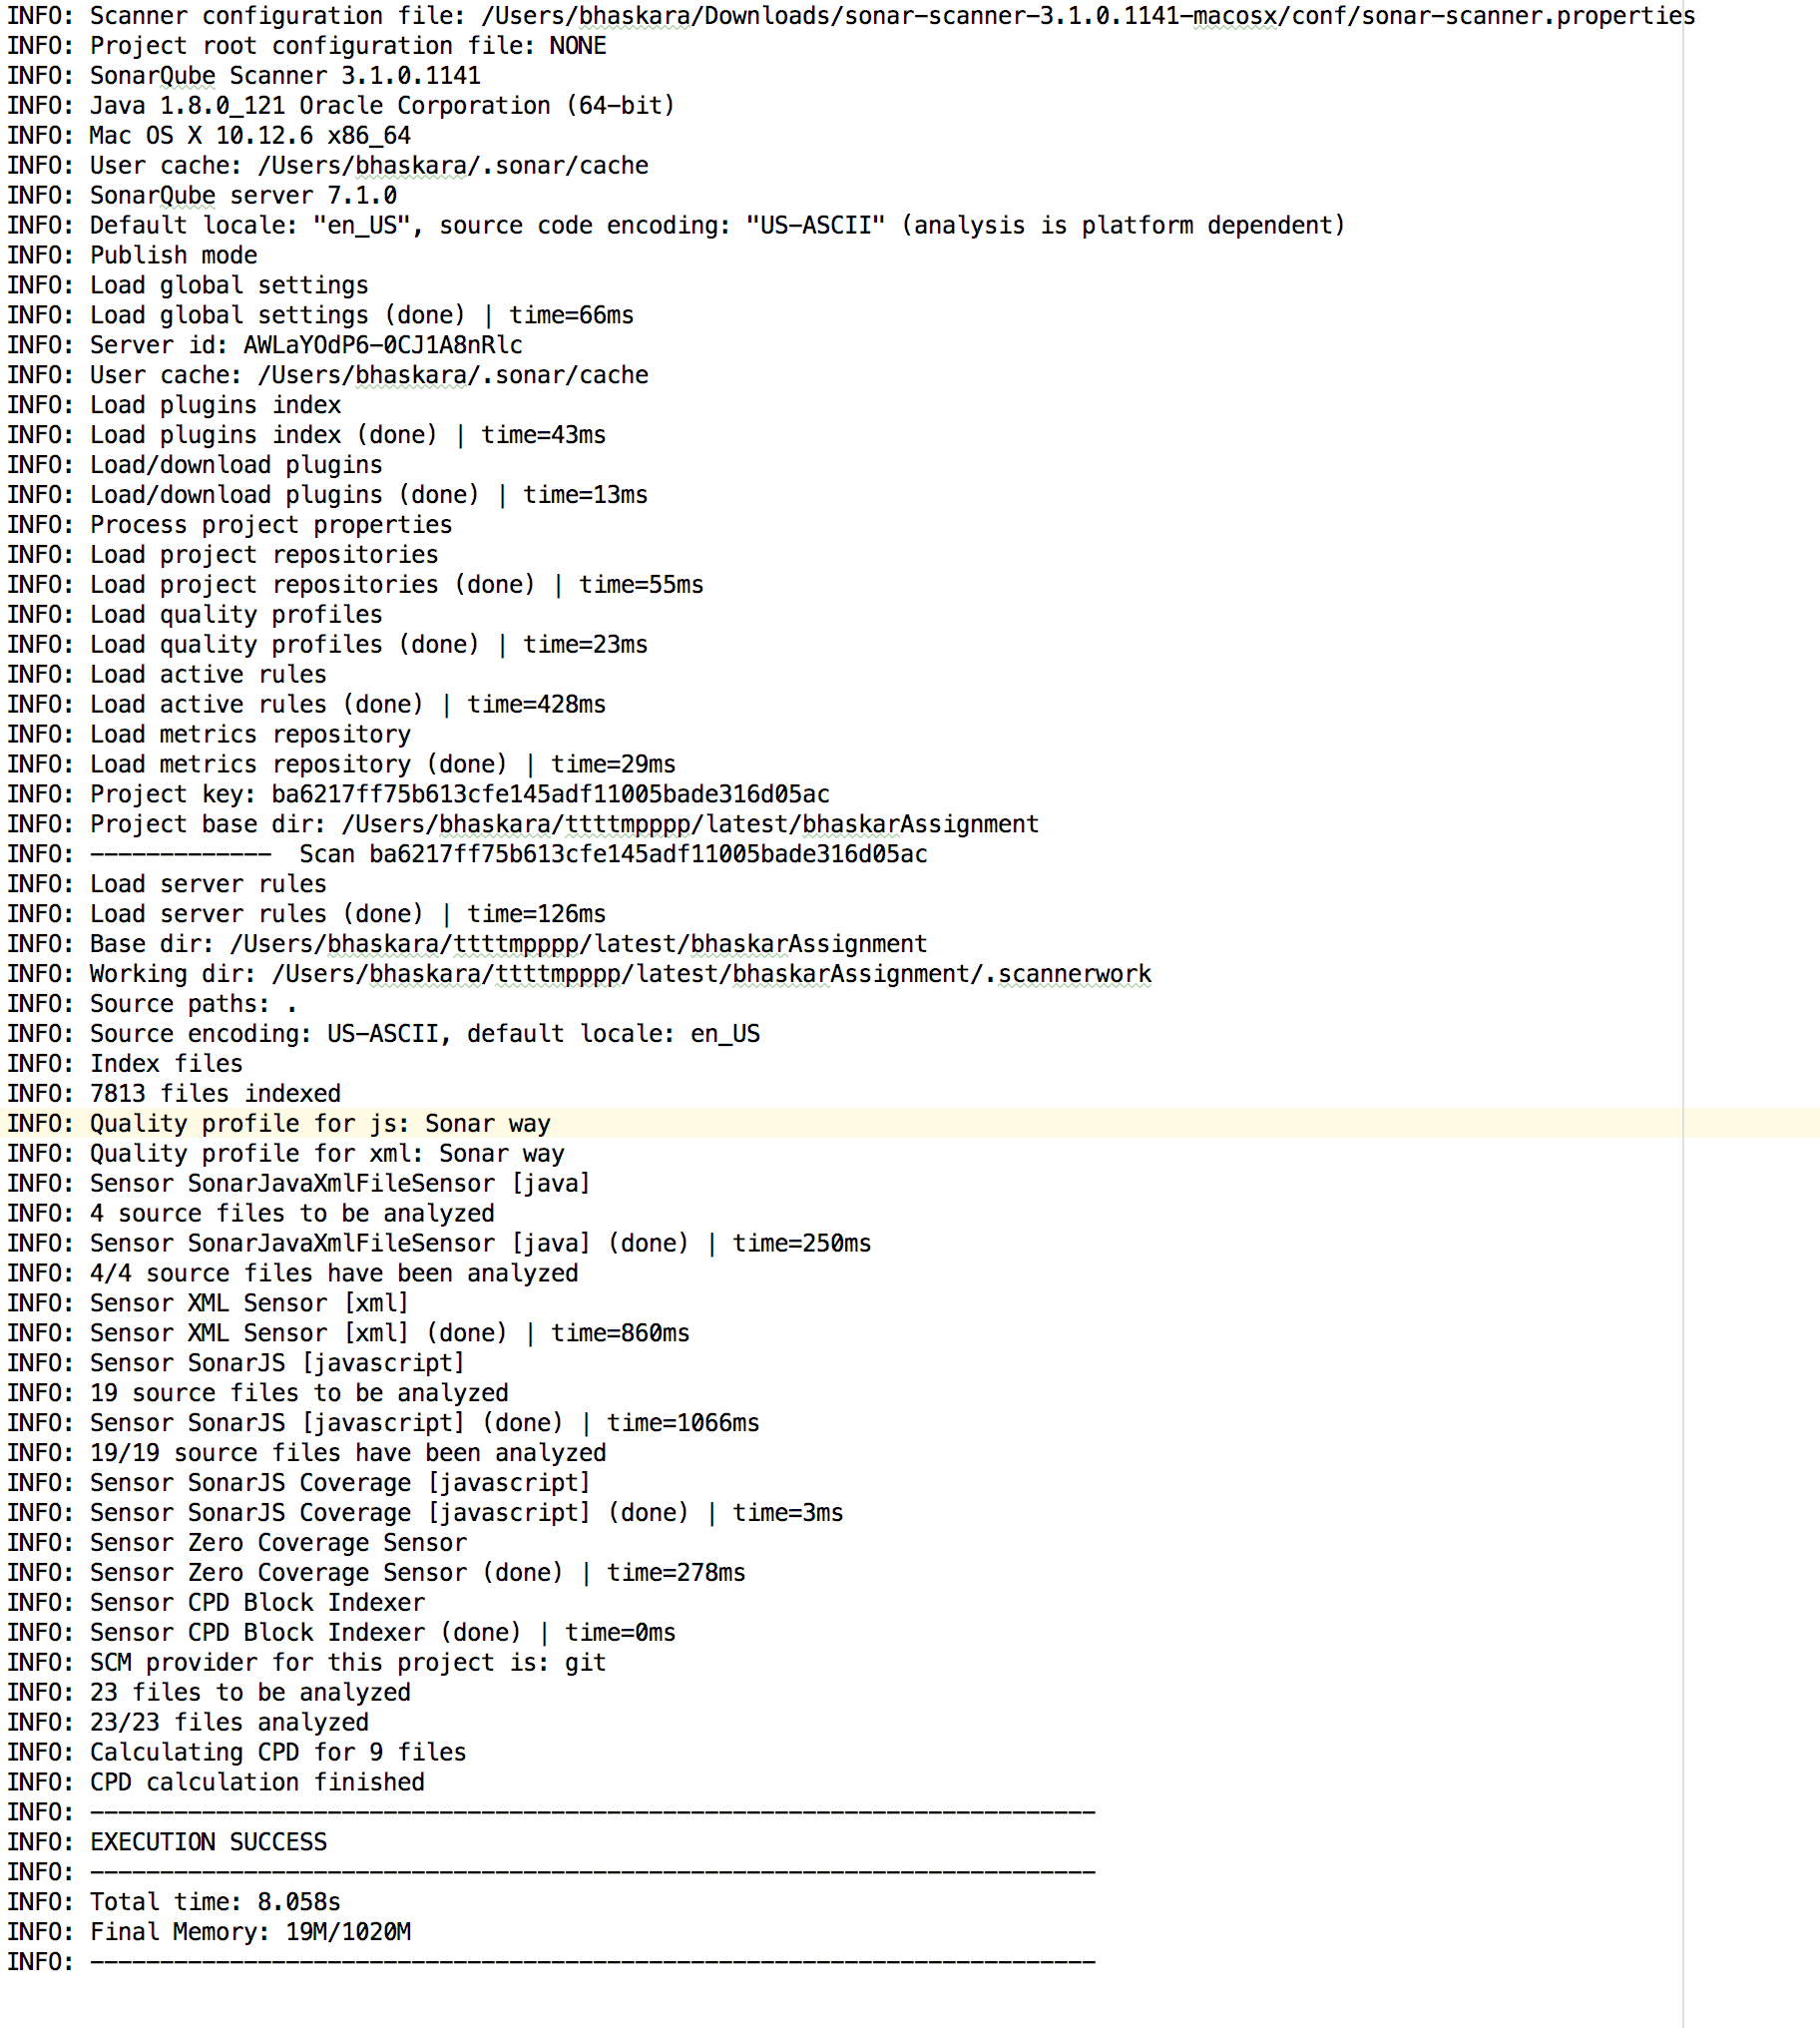 INFO: Scanner configuration file: /Users/bhaskara/Downloads/sonar-scanner-3.1.0.1141-macosx/conf/sonar-scanner.properties
INFO: Project root configuration file: NONE
INFO: SonarQube Scanner 3.1.0.1141
INFO: Java 1.8.0_121 Oracle Corporation (64-bit)
INFO: Mac OS X 10.12.6 x86_64
INFO: User cache: /Users/bhaskara/.sonar/cache
INFO: SonarQube server 7.1.0
INFO: Default locale: "en_US", source code encoding: "US-ASCII" (analysis is platform dependent)
INFO: Publish mode
INFO: Load global settings
INFO: Load global settings (done) | time=66ms
INFO: Server id: AWLaYOdP6-0CJ1A8nRlc
INFO: User cache: /Users/bhaskara/.sonar/cache
INFO: Load plugins index
INFO: Load plugins index (done) | time=43ms
INFO: Load/download plugins
INFO: Load/download plugins (done) | time=13ms
INFO: Process project properties
INFO: Load project repositories
INFO: Load project repositories (done) | time=55ms
INFO: Load quality profiles
INFO: Load quality profiles (done) | time=23ms
INFO: Load active rules
INFO: Load active rules (done) | time=428ms
INFO: Load metrics repository
INFO: Load metrics repository (done) | time=29ms
INFO: Project key: ba6217ff75b613cfe145adf11005bade316d05ac
INFO: Project base dir: /Users/bhaskara/ttttmpppp/latest/bhaskarAssignment
INFO: -------------  Scan ba6217ff75b613cfe145adf11005bade316d05ac
INFO: Load server rules
INFO: Load server rules (done) | time=126ms
INFO: Base dir: /Users/bhaskara/ttttmpppp/latest/bhaskarAssignment
INFO: Working dir: /Users/bhaskara/ttttmpppp/latest/bhaskarAssignment/.scannerwork
INFO: Source paths: .
INFO: Source encoding: US-ASCII, default locale: en_US
INFO: Index files
INFO: 7813 files indexed
INFO: Quality profile for js: Sonar way
INFO: Quality profile for xml: Sonar way
INFO: Sensor SonarJavaXmlFileSensor [java]
INFO: 4 source files to be analyzed
INFO: Sensor SonarJavaXmlFileSensor [java] (done) | time=250ms
INFO: 4/4 source files have been analyzed
INFO: Sensor XML Sensor [xml]
INFO: Sensor XML Sensor [xml] (done) | time=860ms
INFO: Sensor SonarJS [javascript]
INFO: 19 source files to be analyzed
INFO: Sensor SonarJS [javascript] (done) | time=1066ms
INFO: 19/19 source files have been analyzed
INFO: Sensor SonarJS Coverage [javascript]
INFO: Sensor SonarJS Coverage [javascript] (done) | time=3ms
INFO: Sensor Zero Coverage Sensor
INFO: Sensor Zero Coverage Sensor (done) | time=278ms
INFO: Sensor CPD Block Indexer
INFO: Sensor CPD Block Indexer (done) | time=0ms
INFO: SCM provider for this project is: git
INFO: 23 files to be analyzed
INFO: 23/23 files analyzed
INFO: Calculating CPD for 9 files
INFO: CPD calculation finished
INFO: ------------------------------------------------------------------------
INFO: EXECUTION SUCCESS
INFO: ------------------------------------------------------------------------
INFO: Total time: 8.058s
INFO: Final Memory: 19M/1020M
INFO: ------------------------------------------------------------------------